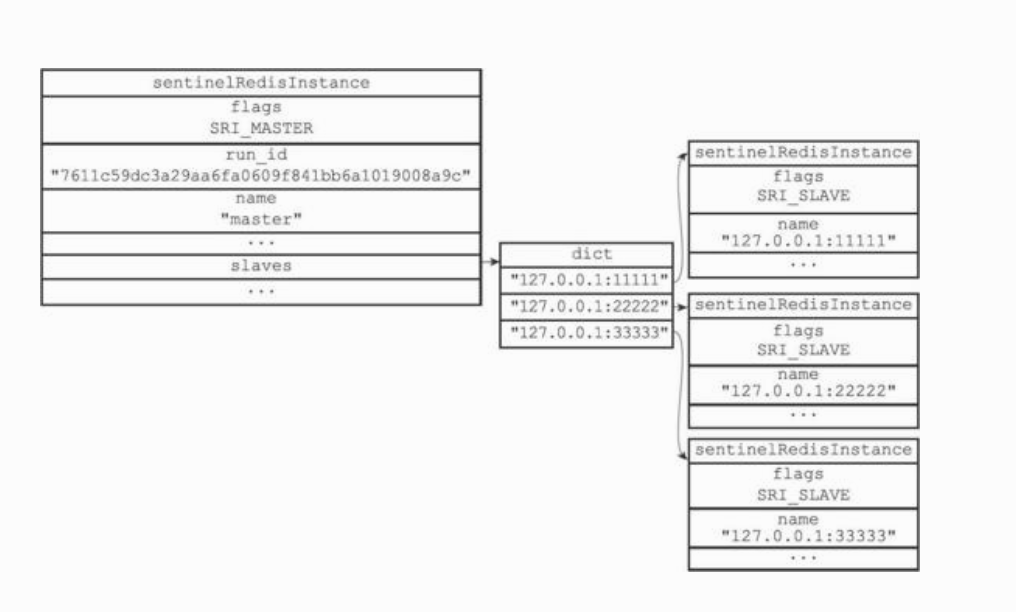 sentinelRedisInstance
flags
SRI_MASTER
run_id
"7611c59dc3a29aa6fa0609f841bb6a1019008a9c"
name
"master"
...
slaves
...
dict
"127.0.0.1:11111"
"127.0.0.1:22222"
"127.0.0.1:33333"
sentinelRedisInstance
flags
SRI_SLAVE
name
"127.0.0.1:11111"
...
sentinelRedisInstance
flags
SRI_SLAVE
name
"127.0.0.1:22222"
...
sentinelRedisInstance
flags
SRI_SLAVE
name
"127.0.0.1:33333"
...